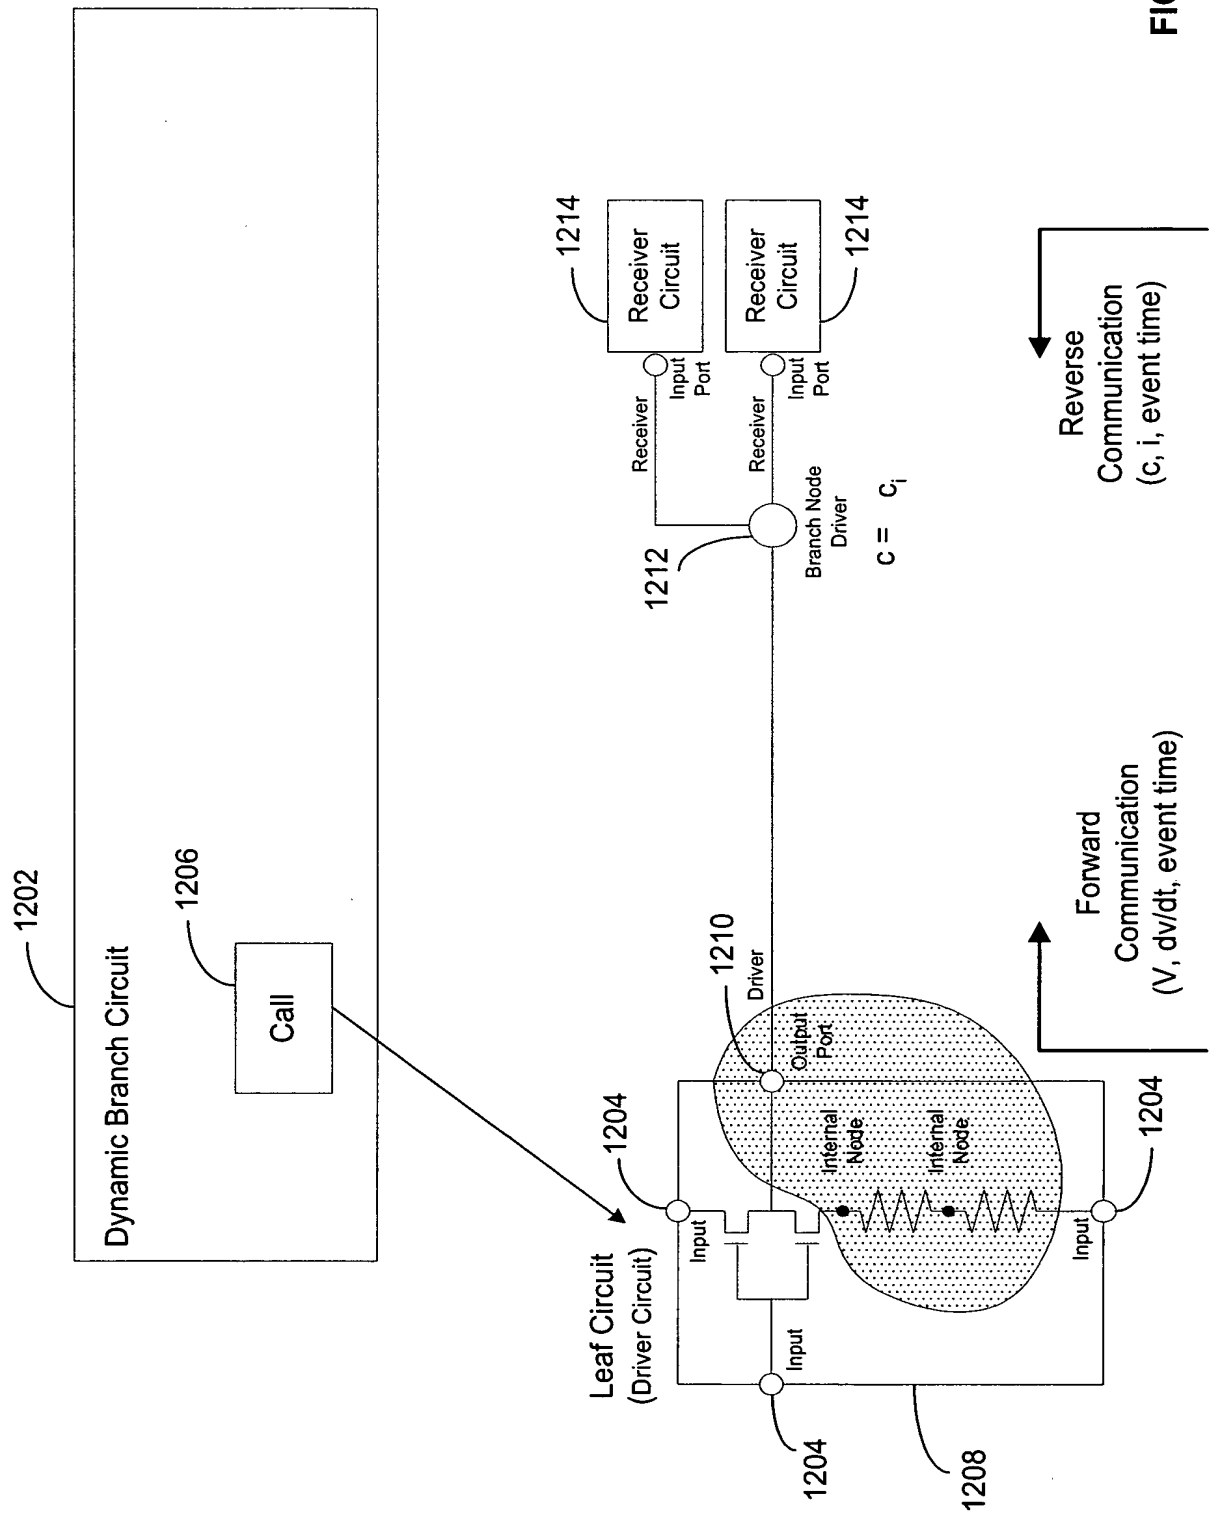 1202
Dynamic Branch Circuit
1206
Call
Leaf Circuit
(Driver Circuit)
1204
Input
1204
Input
1208
Input
1204
Internal
Node
Internal
Node
Output
Port
1210
Driver
1212
Branch Node
Driver
c = c_i
Receiver
Receiver
Input
Port
Input
Port
1214
Receiver
Circuit
Receiver
Circuit
1214
Forward
Communication
(V, dv/dt, event time)
Reverse
Communication
(c, i, event time)